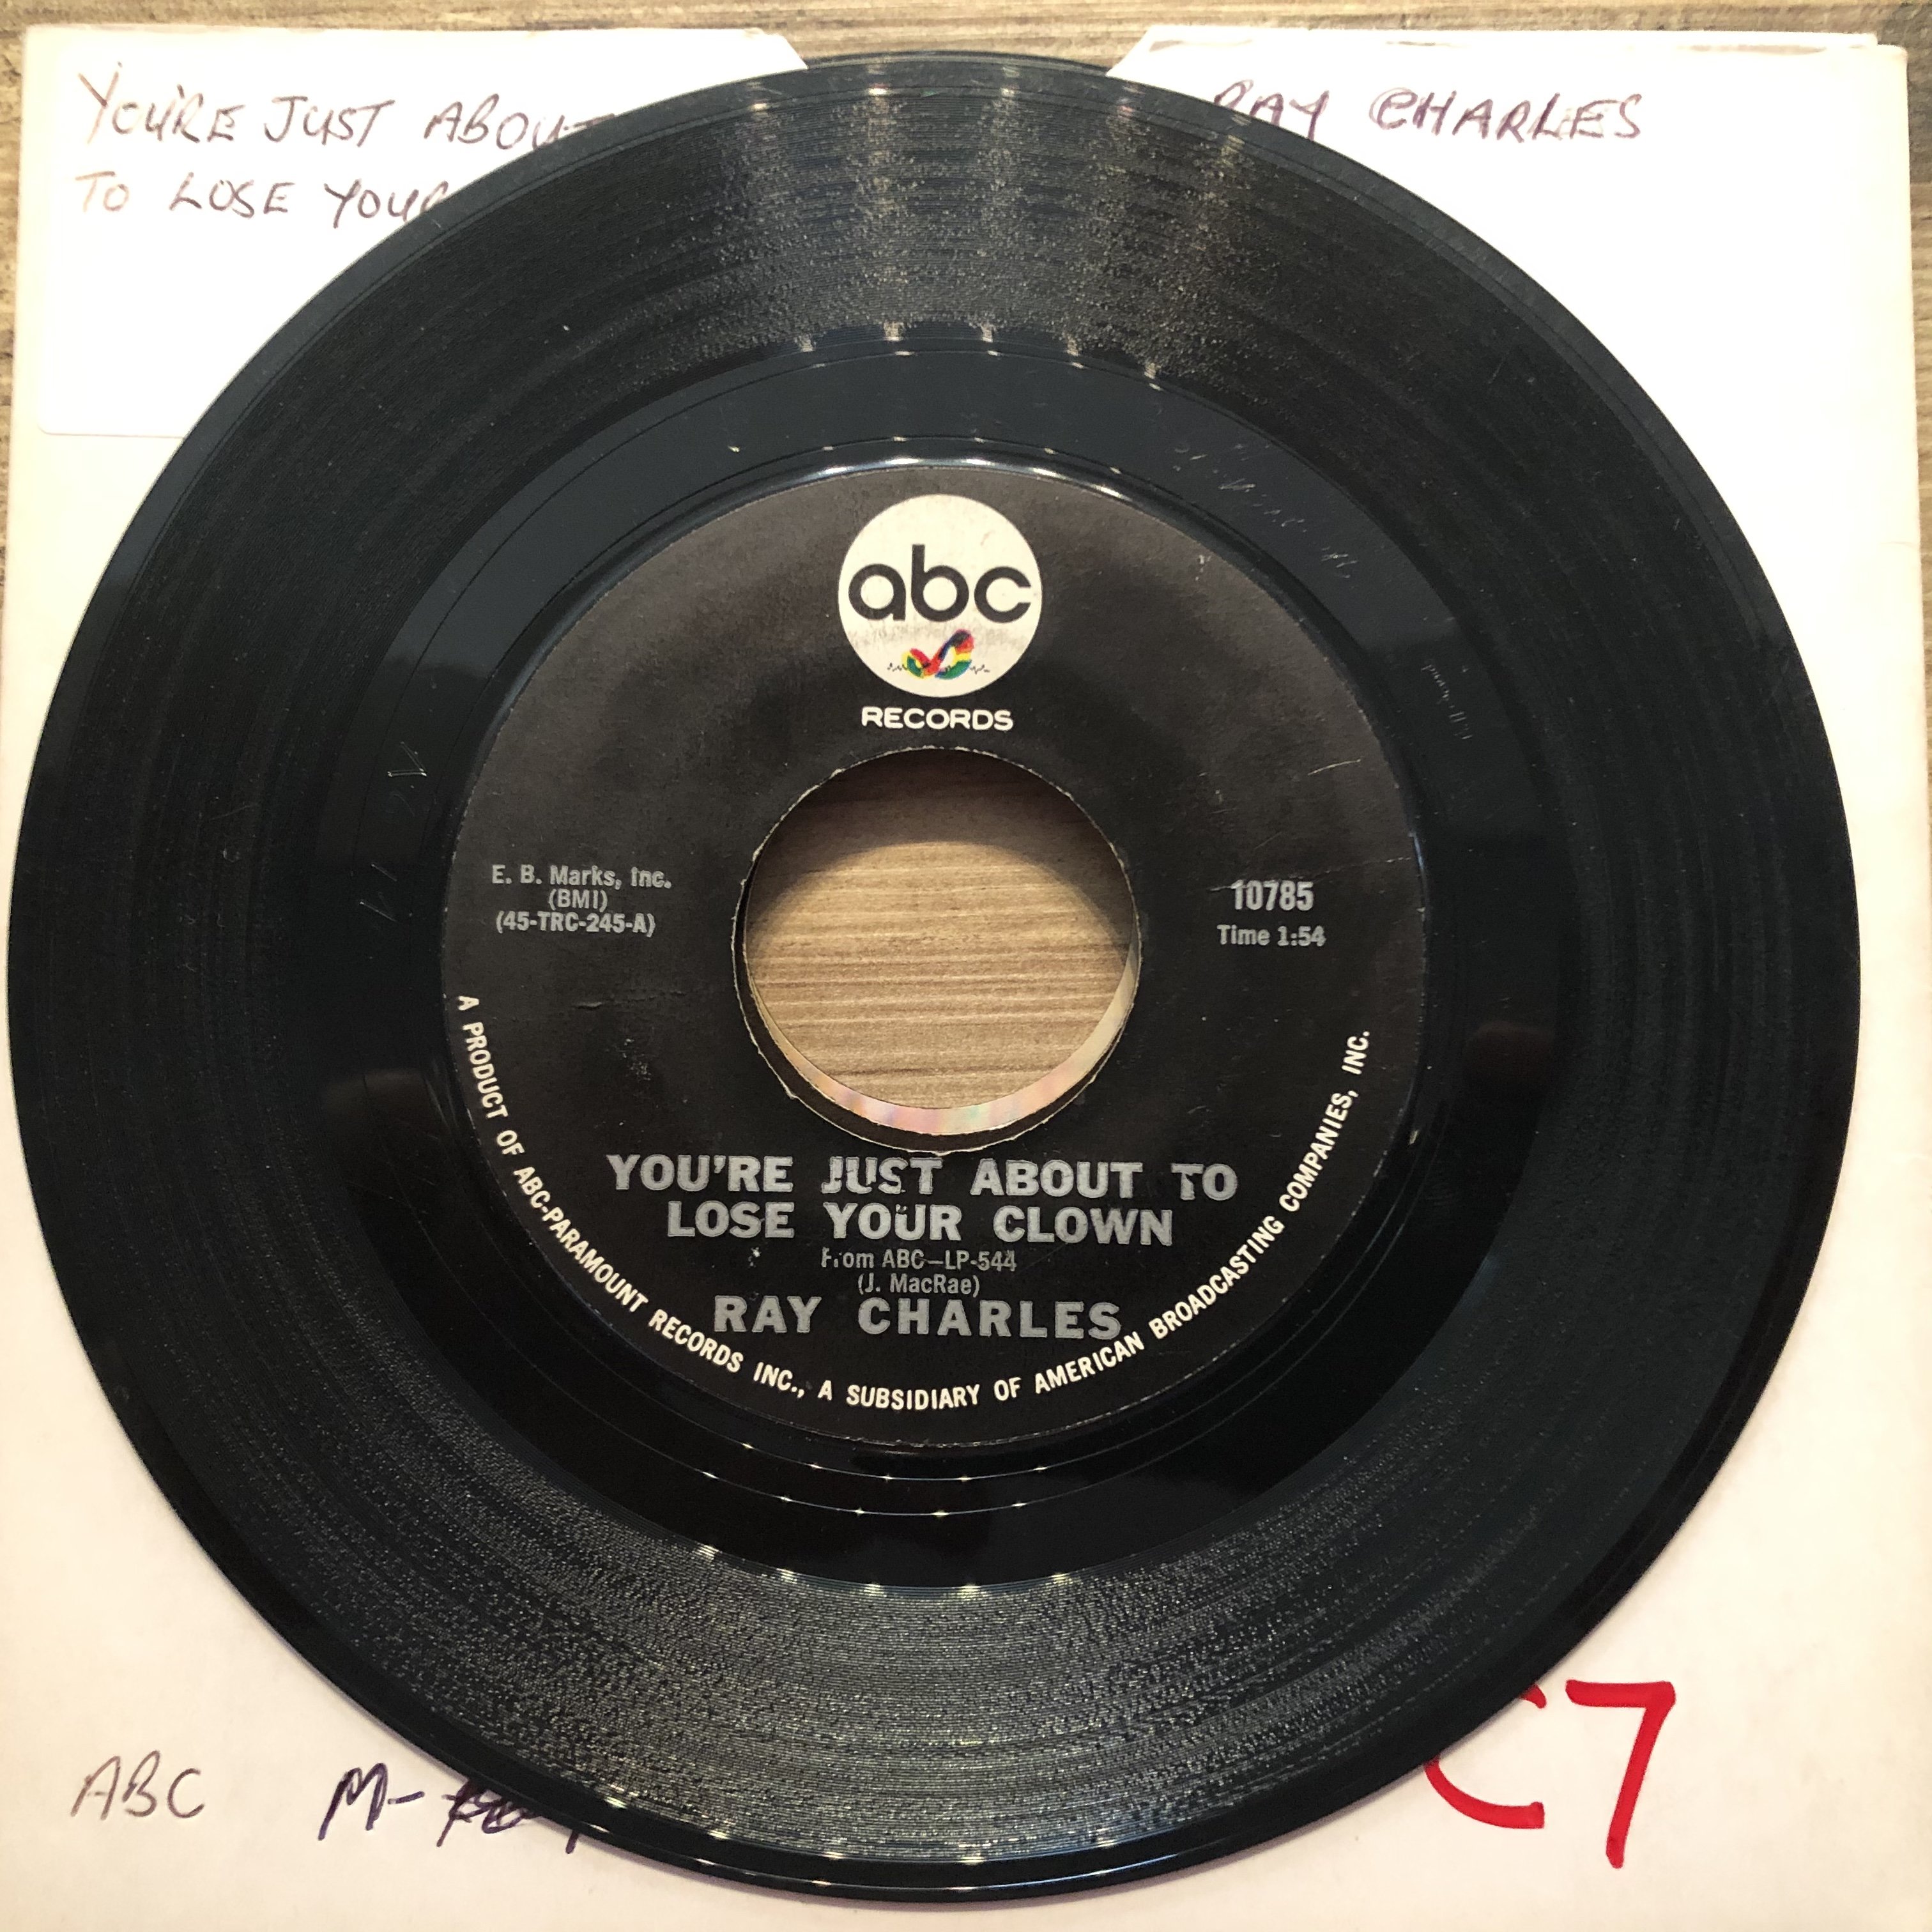 YOU'RE JUST ABOUT
TO LOSE YOUR
RAY CHARLES
abc
RECORDS
E. B. Marks, Inc.
(BMI)
(45-TRC-245-A)
10785
Time 1:54
YOU'RE JUST ABOUT TO
LOSE YOUR CLOWN
From ABC—LP-544
(J. MacRae)
RAY CHARLES
A PRODUCT OF ABC-PARAMOUNT RECORDS INC., A SUBSIDIARY OF AMERICAN BROADCASTING COMPANIES, INC.
ABC M-
C7